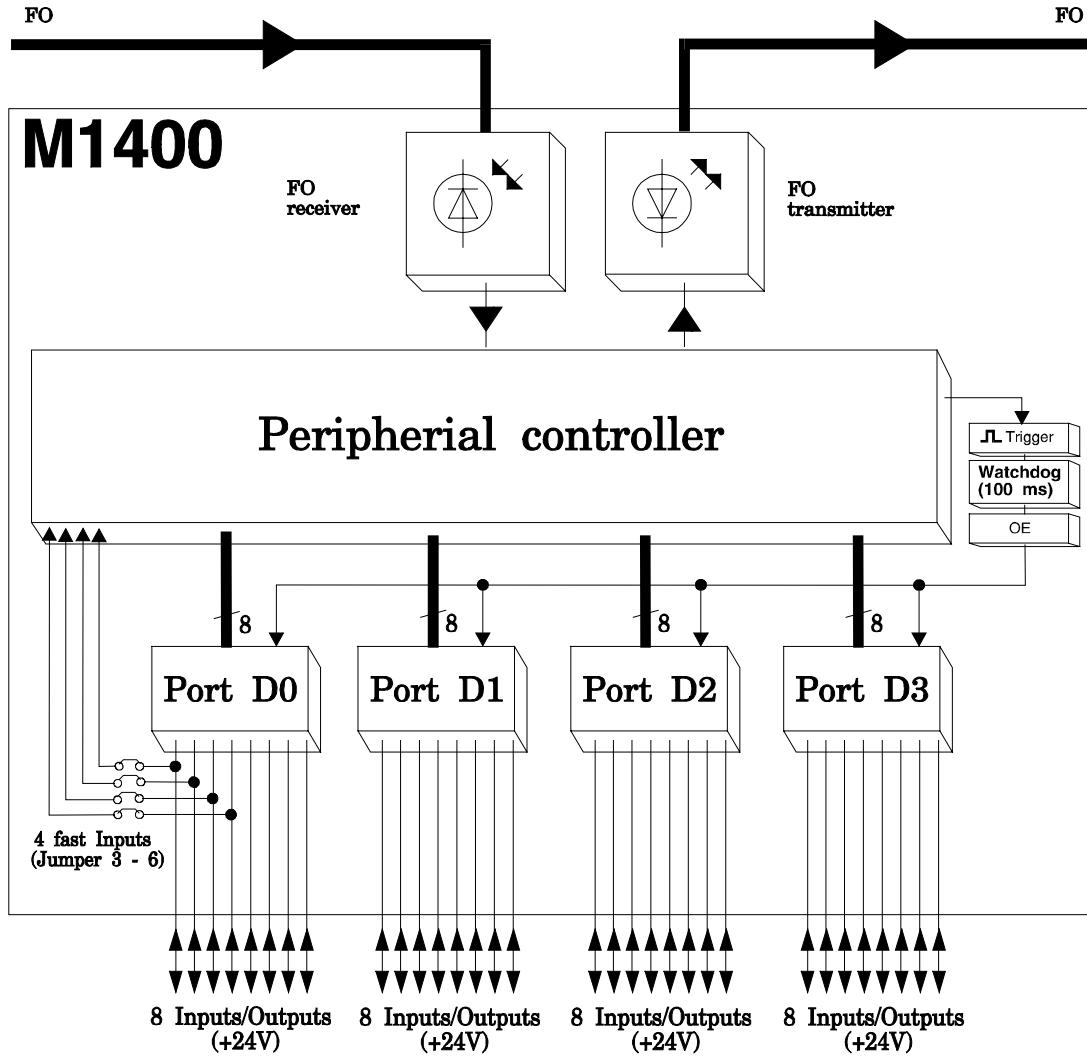 FO
FO
M1400
FO
receiver
FO
transmitter
Peripherial controller
Trigger
Watchdog
(100 ms)
OE
8
8
8
8
Port D0
Port D1
Port D2
Port D3
4 fast Inputs
(Jumper 3 - 6)
8 Inputs/Outputs
(+24V)
8 Inputs/Outputs
(+24V)
8 Inputs/Outputs
(+24V)
8 Inputs/Outputs
(+24V)